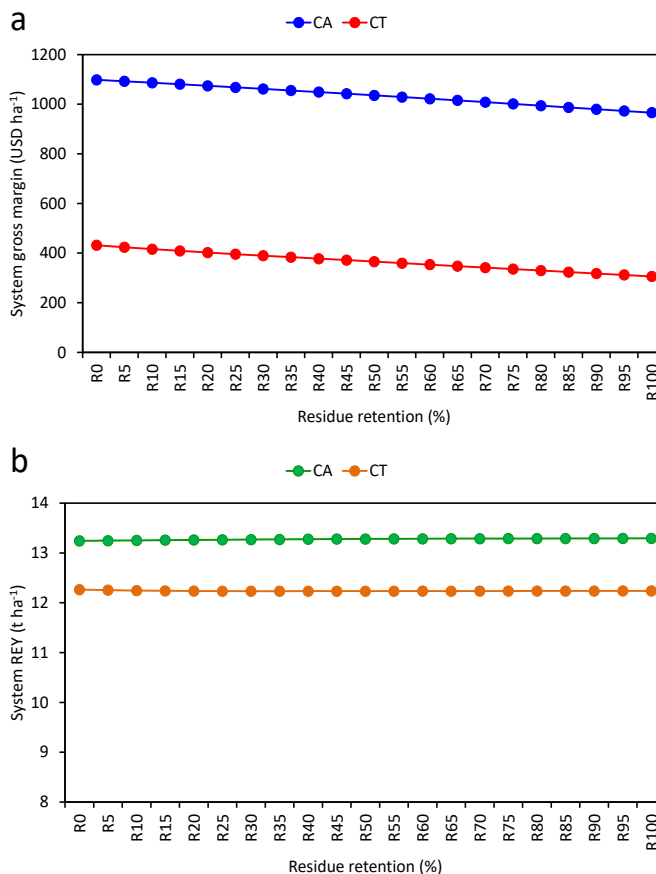 a
CA CT
System gross margin (USD ha⁻¹)
1200
1000
800
600
400
200
0
R0 R5 R10 R15 R20 R25 R30 R35 R40 R45 R50 R55 R60 R65 R70 R75 R80 R85 R90 R95 R100
Residue retention (%)
b
CA CT
System REY (t ha⁻¹)
14
13
12
11
10
9
8
R0 R5 R10 R15 R20 R25 R30 R35 R40 R45 R50 R55 R60 R65 R70 R75 R80 R85 R90 R95 R100
Residue retention (%)